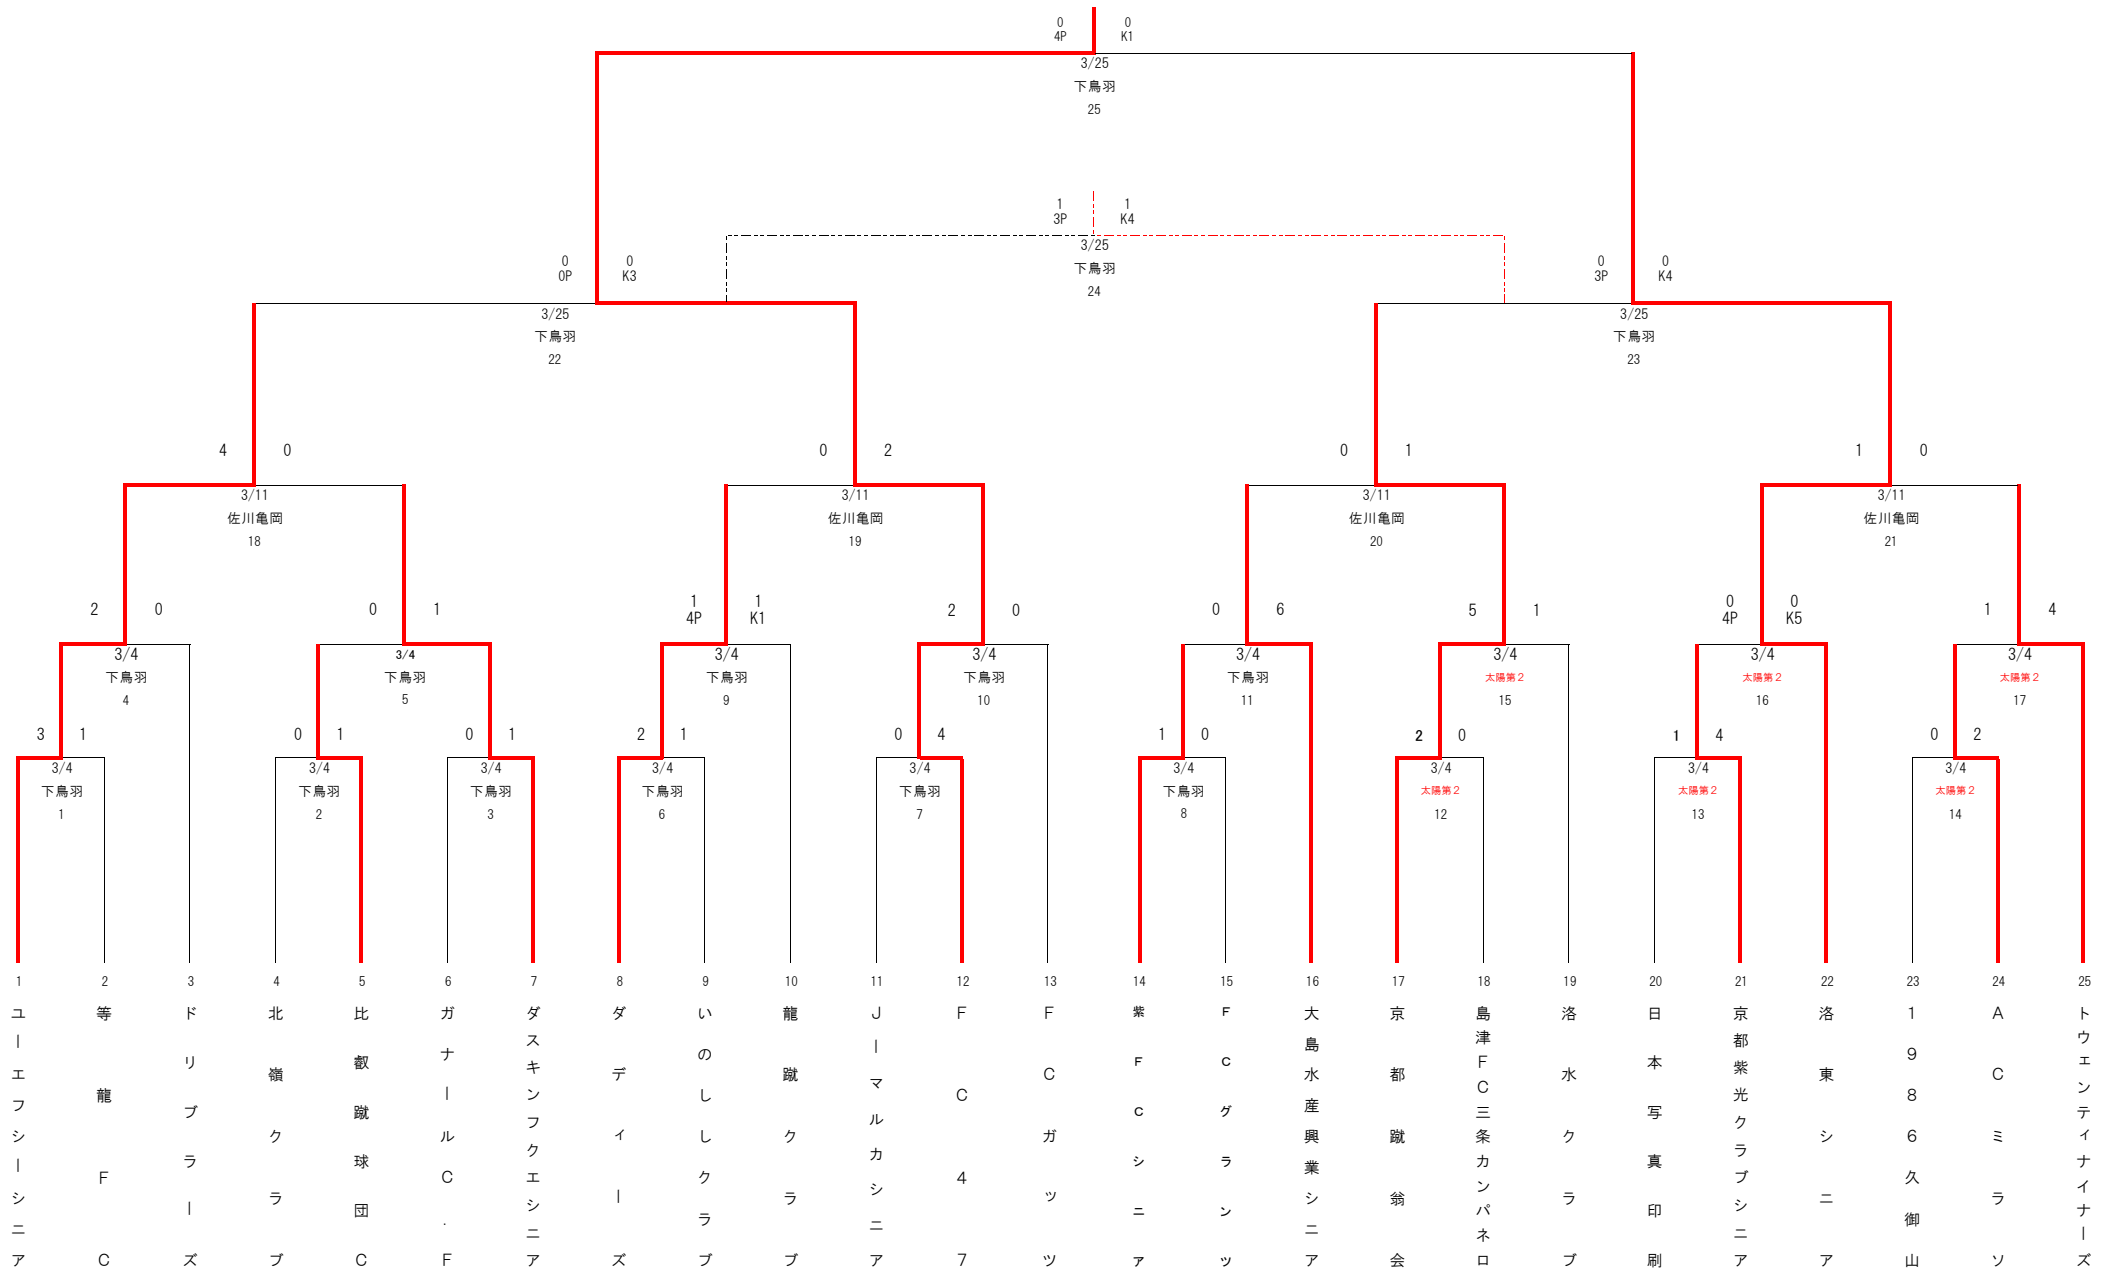 0 0
4P K1
3/25
下鳥羽
25
1 1
3P K4
3/25
下鳥羽
24
0 0
0P K3
3/25
下鳥羽
22
0 0
3P K4
3/25
下鳥羽
23
4 0
3/11
佐川亀岡
18
0 2
3/11
佐川亀岡
19
0 1
3/11
佐川亀岡
20
1 0
3/11
佐川亀岡
21
2 0
3/4
下鳥羽
4
0 1
3/4
下鳥羽
5
1 1
4P K1
3/4
下鳥羽
9
2 0
3/4
下鳥羽
10
0 6
3/4
下鳥羽
11
5 1
3/4
太陽第2
15
0 0
4P K5
3/4
太陽第2
16
1 4
3/4
太陽第2
17
3 1
3/4
下鳥羽
1
0 1
3/4
下鳥羽
2
0 1
3/4
下鳥羽
3
2 1
3/4
下鳥羽
6
0 4
3/4
下鳥羽
7
1 0
3/4
下鳥羽
8
2 0
3/4
太陽第2
12
1 4
3/4
太陽第2
13
0 2
3/4
太陽第2
14
1
ユーエフシーシニア
2
等龍FC
3
ドリブラーズ
4
北嶺クラブ
5
比叡蹴球団C
6
ガナールC.F
7
ダスキンフクエシニア
8
ダディーズ
9
いのししクラブ
10
龍蹴クラブ
11
Jーマルカシニア
12
FC47
13
FCガッツ
14
紫FCシニア
15
FCグランツ
16
大島水産興業シニア
17
京都蹴翁会
18
島津FC三条カンパネロ
19
洛水クラブ
20
日本写真印刷
21
京都紫光クラブシニア
22
洛東シニア
23
1986久御山
24
ACミラソ
25
トウェンティナイナーズ